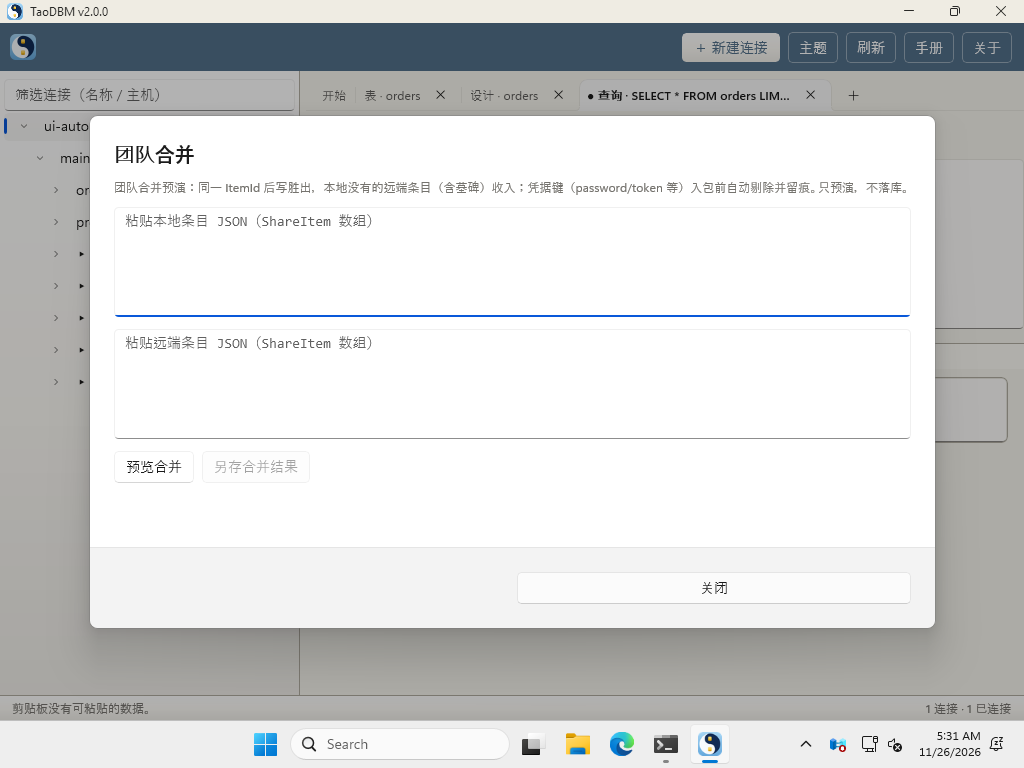 TaoDBM v2.0.0
+ 新建连接
主题
刷新
手册
关于
筛选连接（名称 / 主机）
开始
表 · orders
设计 · orders
• 查询 · SELECT * FROM orders LIM...
ui-auto
main
or
pr
团队合并
团队合并预演：同一 ItemId 后写胜出，本地没有的远端条目（含墓碑）收入；凭据键（password/token 等）入包前自动剔除并留痕。只预演，不落库。
粘贴本地条目 JSON（ShareItem 数组）
粘贴远端条目 JSON（ShareItem 数组）
预览合并
另存合并结果
关闭
剪贴板没有可粘贴的数据。
1 连接 · 1 已连接
Search
5:31 AM
11/26/2026